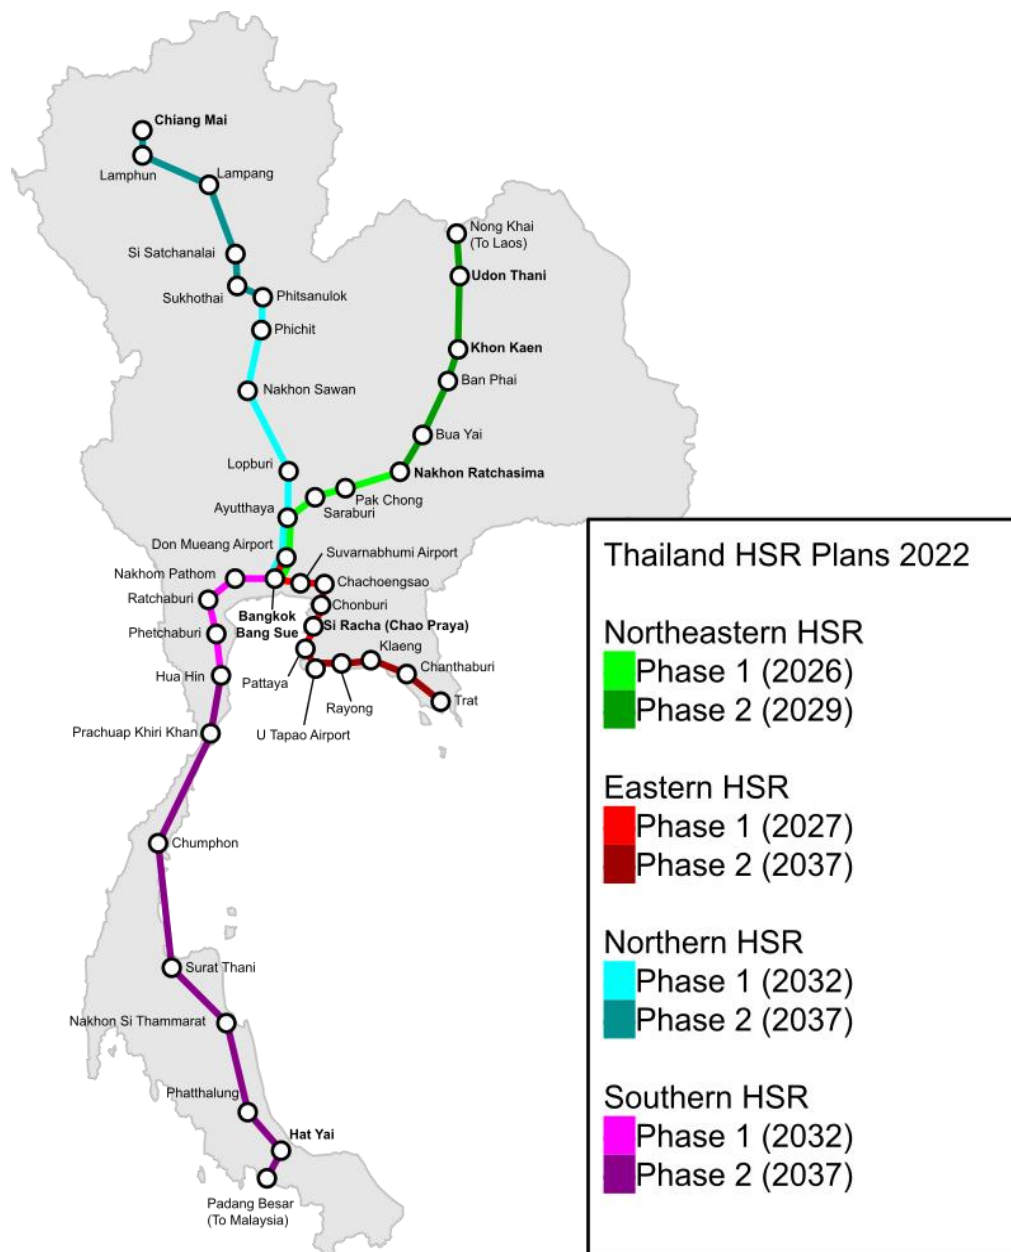 Chiang Mai
Lamphun
Lampang
Nong Khai
(To Laos)
Si Satchanalai
Udon Thani
Sukhothai
Phitsanulok
Phichit
Khon Kaen
Ban Phai
Nakhon Sawan
Bua Yai
Lopburi
Nakhon Ratchasima
Pak Chong
Saraburi
Ayutthaya
Don Mueang Airport
Suvarnabhumi Airport
Nakhom Pathom
Chachoengsao
Ratchaburi
Chonburi
Bangkok
Bang Sue
Si Racha (Chao Praya)
Phetchaburi
Klaeng
Chanthaburi
Hua Hin
Pattaya
Rayong
Trat
U Tapao Airport
Prachuap Khiri Khan
Chumphon
Surat Thani
Nakhon Si Thammarat
Phatthalung
Hat Yai
Padang Besar
(To Malaysia)
Thailand HSR Plans 2022
Northeastern HSR
Phase 1 (2026)
Phase 2 (2029)
Eastern HSR
Phase 1 (2027)
Phase 2 (2037)
Northern HSR
Phase 1 (2032)
Phase 2 (2037)
Southern HSR
Phase 1 (2032)
Phase 2 (2037)